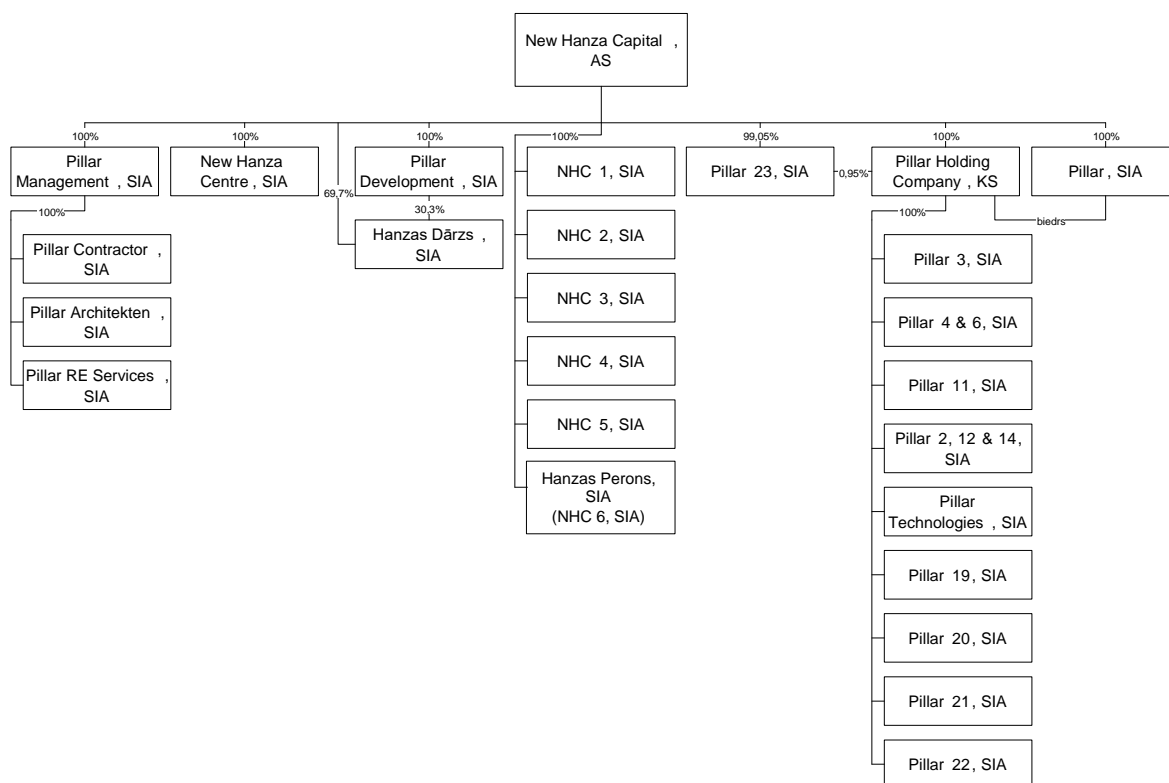 New Hanza Capital ,
AS
100%
100%
100%
100%
99,05%
100%
100%
Pillar
Management , SIA
New Hanza
Centre , SIA
69,7%
Pillar
Development , SIA
NHC 1, SIA
Pillar 23, SIA
0,95%
Pillar Holding
Company , KS
Pillar, SIA
100%
30,3%
100%
biedrs
Pillar Contractor ,
SIA
Hanzas Dārzs ,
SIA
NHC 2, SIA
Pillar 3, SIA
Pillar Architekten ,
SIA
NHC 3, SIA
Pillar 4 & 6, SIA
Pillar RE Services ,
SIA
NHC 4, SIA
Pillar 11, SIA
NHC 5, SIA
Pillar 2, 12 & 14,
SIA
Hanzas Perons,
SIA
(NHC 6, SIA)
Pillar
Technologies , SIA
Pillar 19, SIA
Pillar 20, SIA
Pillar 21, SIA
Pillar 22, SIA